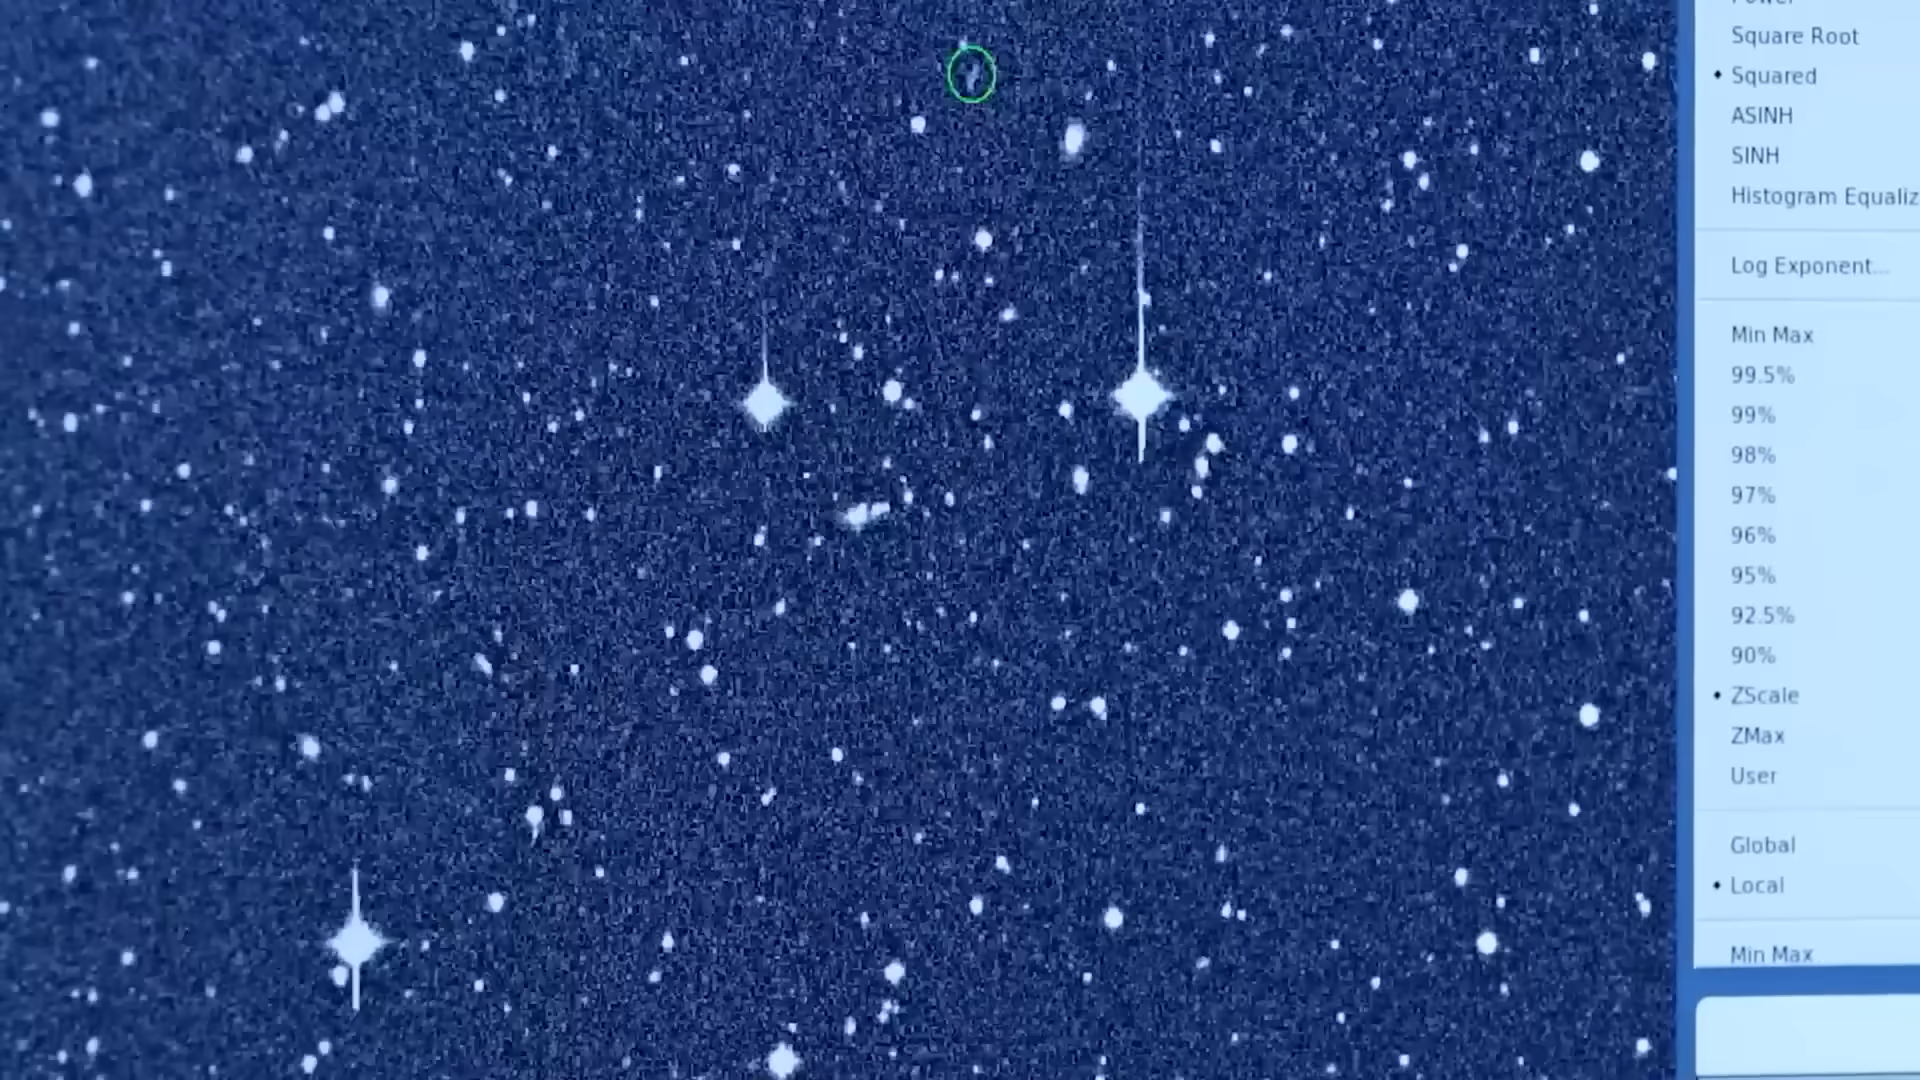 Power
Square Root
Squared
ASINH
SINH
Histogram Equaliz
Log Exponent...
Min Max
99.5%
99%
98%
97%
96%
95%
92.5%
90%
ZScale
ZMax
User
Global
Local
Min Max